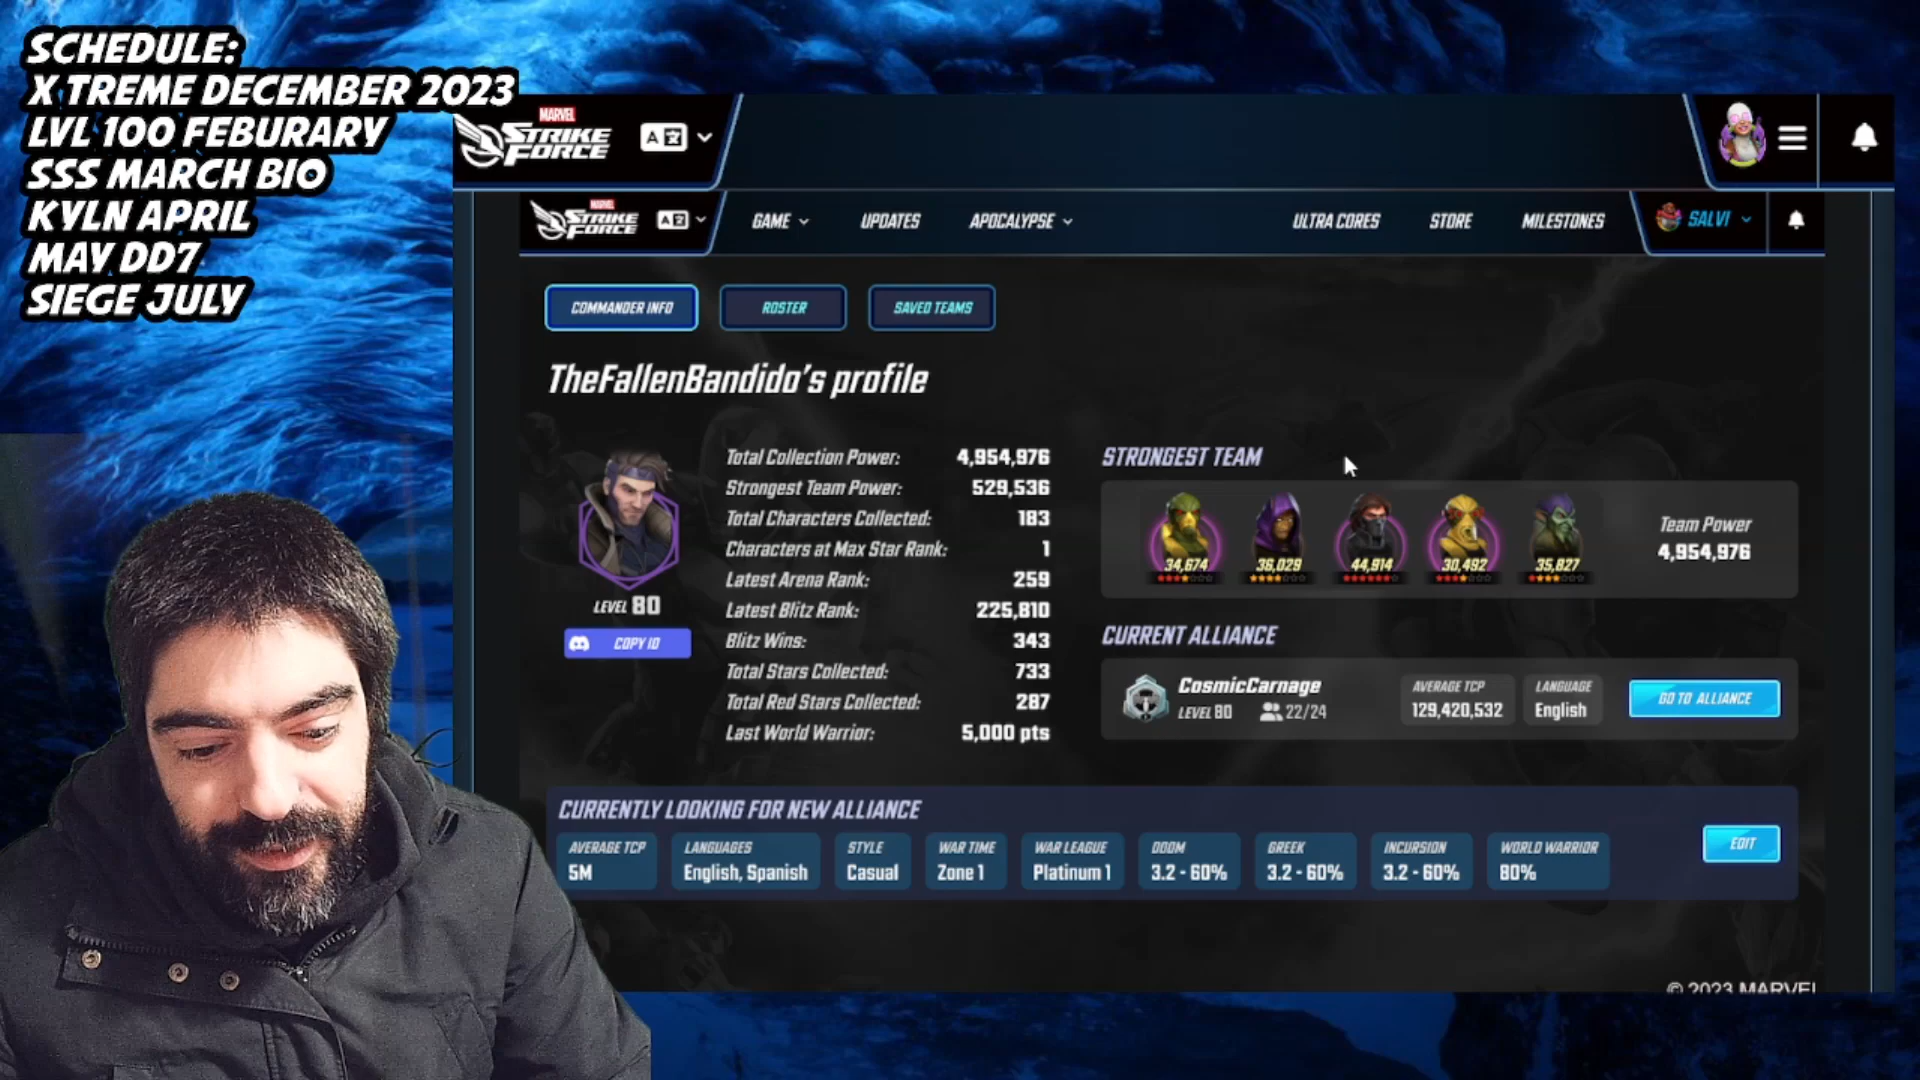 SCHEDULE:
X TREME DECEMBER 2023
LVL 100 FEBURARY
SSS MARCH BIO
KYLN APRIL
MAY DD7
SIEGE JULY
MARVEL
STRIKE FORCE
A
MARVEL
STRIKE FORCE
A
GAME
UPDATES
APOCALYPSE
ULTRA CORES
STORE
MILESTONES
SALVI
COMMANDER INFO
ROSTER
SAVED TEAMS
TheFallenBandido's profile
LEVEL 80
COPY ID
Total Collection Power: 4,954,976
Strongest Team Power: 529,536
Total Characters Collected: 183
Characters at Max Star Rank: 1
Latest Arena Rank: 259
Latest Blitz Rank: 225,810
Blitz Wins: 343
Total Stars Collected: 733
Total Red Stars Collected: 287
Last World Warrior: 5,000 pts
STRONGEST TEAM
34,674 36,029 44,914 30,492 35,827
Team Power
4,954,976
CURRENT ALLIANCE
CosmicCarnage
LEVEL 80 22/24
AVERAGE TCP
129,420,532
LANGUAGE
English
GO TO ALLIANCE
CURRENTLY LOOKING FOR NEW ALLIANCE
AVERAGE TCP
5M
LANGUAGES
English, Spanish
STYLE
Casual
WAR TIME
Zone 1
WAR LEAGUE
Platinum 1
DOOM
3.2 - 60%
GREEK
3.2 - 60%
INCURSION
3.2 - 60%
WORLD WARRIOR
80%
EDIT
© 2023 MARVEL